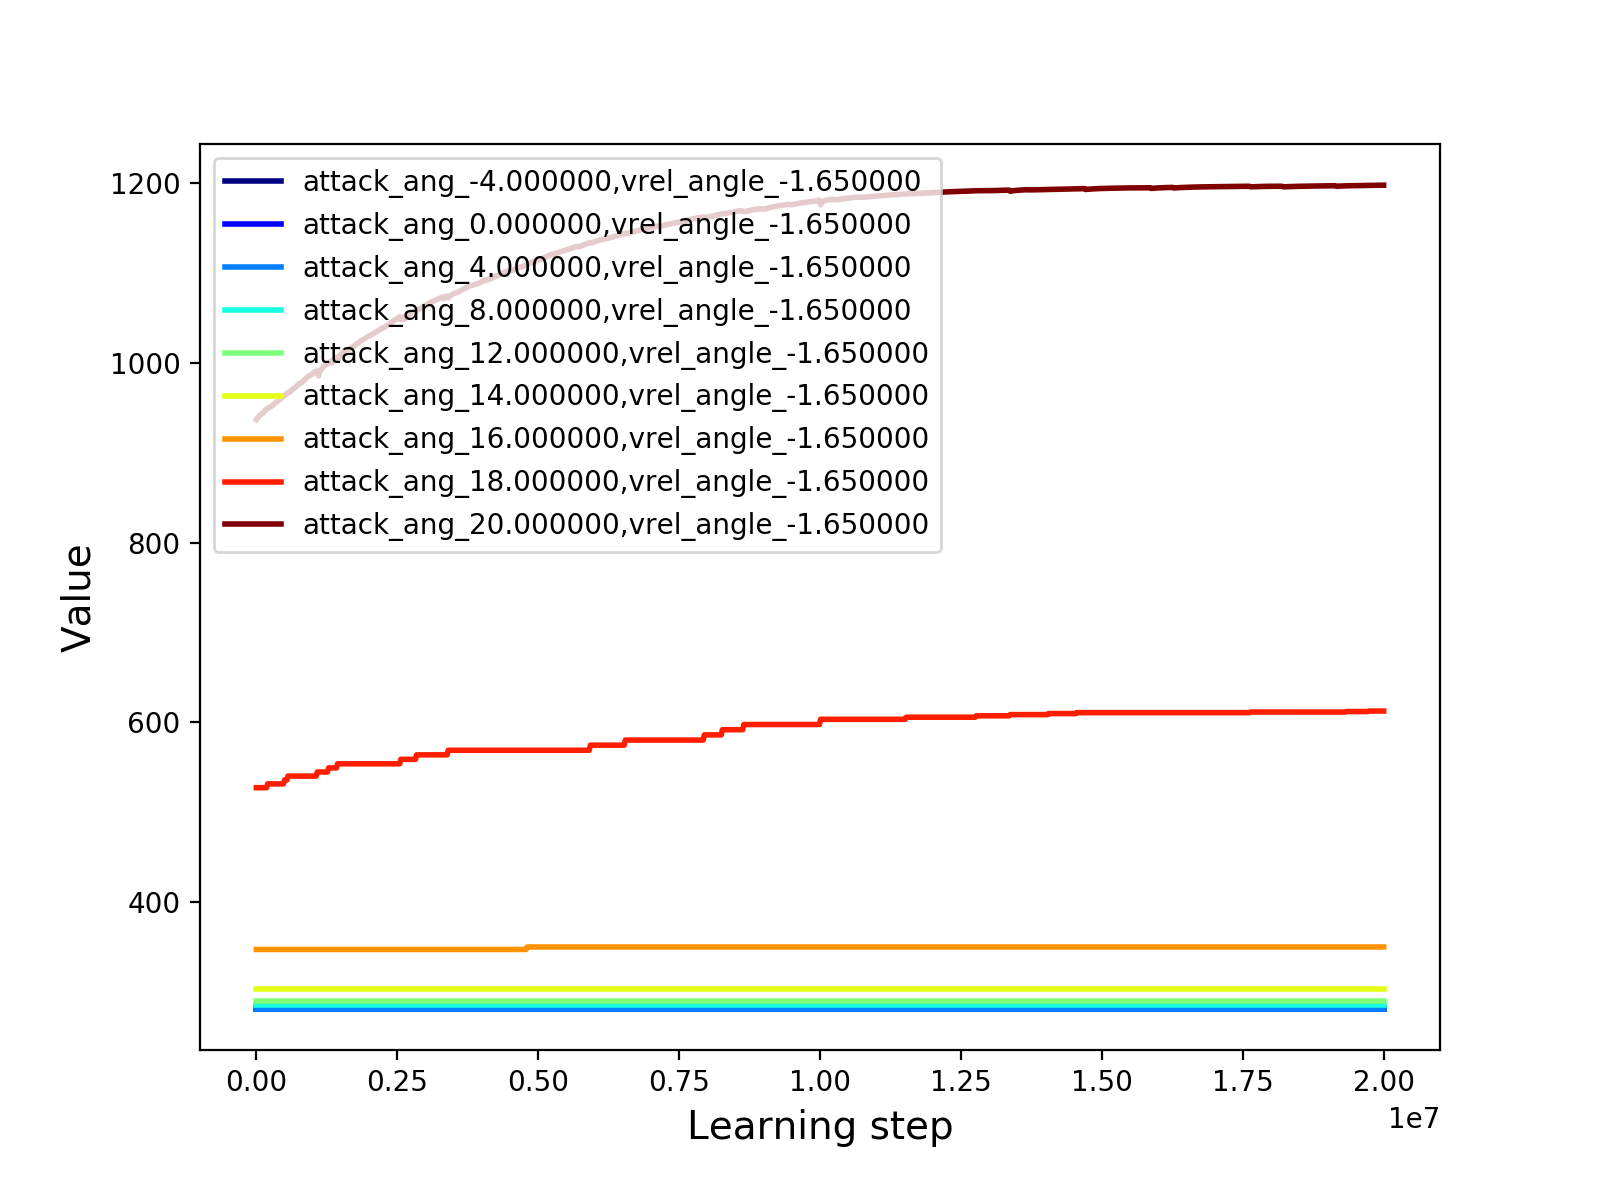 1200
1000
800
600
400
Value
attack_ang_-4.000000,vrel_angle_-1.650000
attack_ang_0.000000,vrel_angle_-1.650000
attack_ang_4.000000,vrel_angle_-1.650000
attack_ang_8.000000,vrel_angle_-1.650000
attack_ang_12.000000,vrel_angle_-1.650000
attack_ang_14.000000,vrel_angle_-1.650000
attack_ang_16.000000,vrel_angle_-1.650000
attack_ang_18.000000,vrel_angle_-1.650000
attack_ang_20.000000,vrel_angle_-1.650000
0.00 0.25 0.50 0.75 1.00 1.25 1.50 1.75 2.00
1e7
Learning step